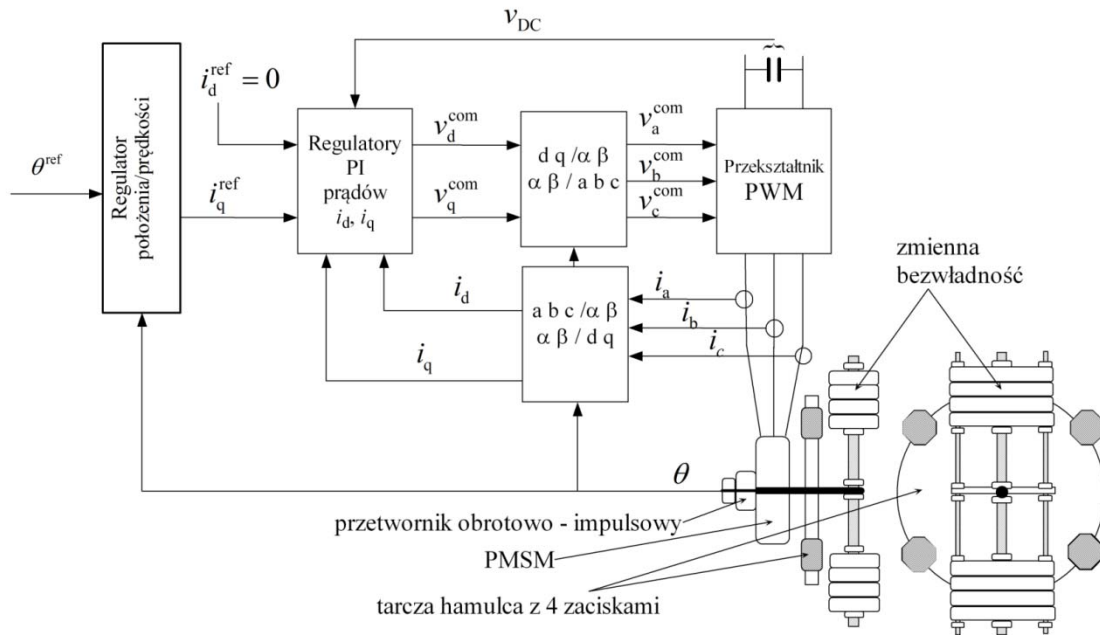 v_DC
i_d^ref = 0
θ^ref
Regulator
położenia/prędkości
i_q^ref
Regulatory
PI
prądów
i_d, i_q
v_d^com
v_q^com
d q /α β
α β / a b c
v_a^com
v_b^com
v_c^com
Przekształtnik
PWM
zmienna
bezwładność
i_d
i_q
a b c /α β
α β / d q
i_a
i_b
i_c
θ
przetwornik obrotowo - impulsowy
PMSM
tarcza hamulca z 4 zaciskami